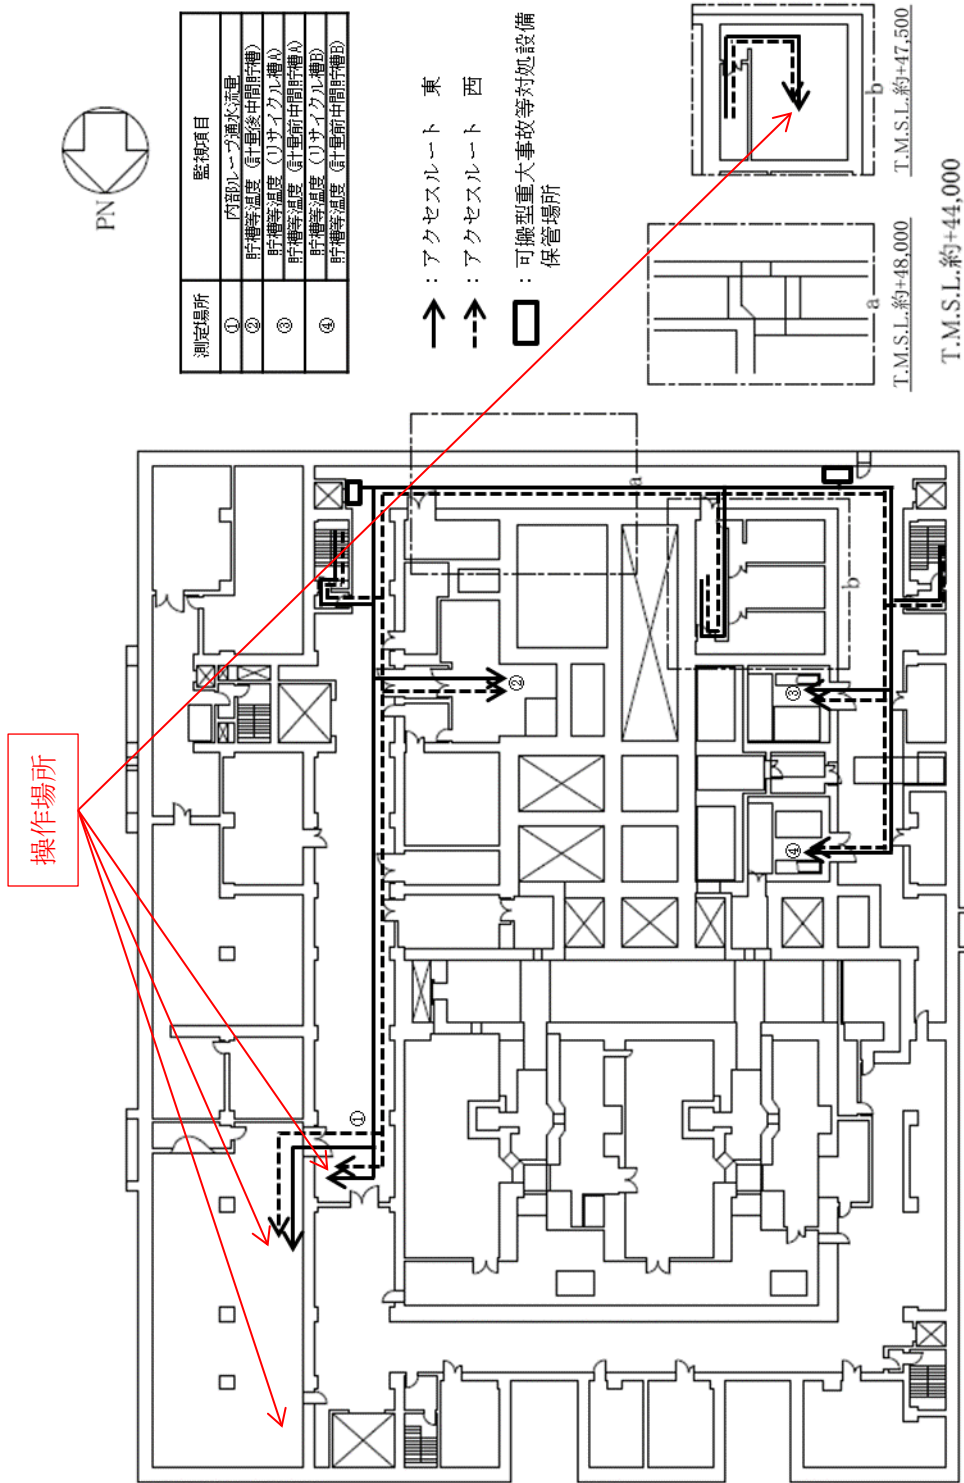 操作場所
PN
測定場所 監視項目
① 内部ループ通水流量
② 貯槽等温度（計量後中間貯槽）
③ 貯槽等温度（リサイクル槽A）
貯槽等温度（計量前中間貯槽A）
④ 貯槽等温度（リサイクル槽B）
貯槽等温度（計量前中間貯槽B）
：アクセスルート 東
：アクセスルート 西
：可搬型重大事故等対処設備
保管場所
a
T.M.S.L.約+48,000
b
T.M.S.L.約+47,500
T.M.S.L.約+44,000
①
②
③
④
a
b